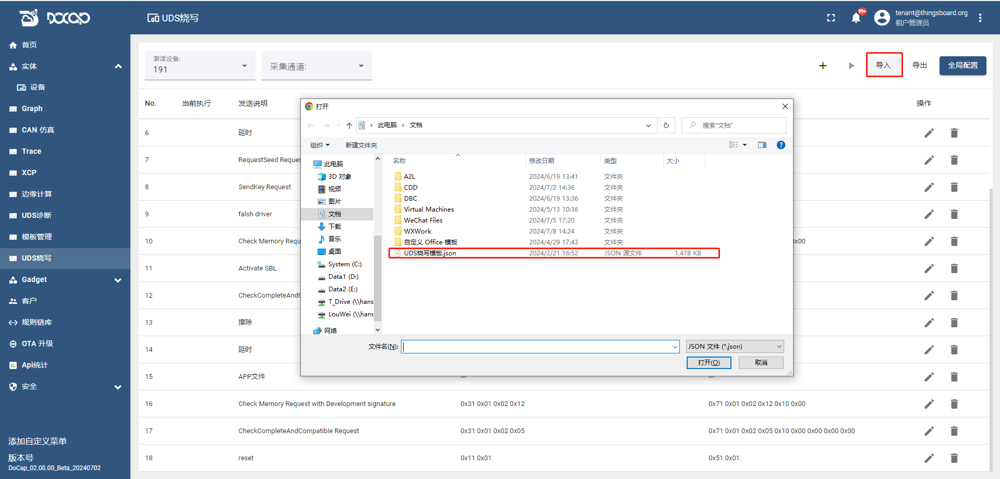 DOCAP
UDS烧写
99+
tenant@thingsboard.org
租户管理员
首页
实体
设备
Graph
CAN 仿真
Trace
XCP
边缘计算
UDS诊断
模板管理
UDS烧写
Gadget
客户
规则链库
OTA 升级
Api统计
安全
添加自定义菜单
版本号
DoCap_02.00.00_Beta_20240702
激活设备:
191
采集通道:
导入
导出
全局配置
No. 当前执行 发送说明 操作
6 延时
7 RequestSeed Reques
8 SendKey Request
9 falsh driver
10 Check Memory Requ 0x00
11 Activate SBL
12 CheckCompleteAndC
13 擦除
14 延时
15 APP文件 --- ---
16 Check Memory Request with Development signature 0x31 0x01 0x02 0x12 0x71 0x01 0x02 0x12 0x10 0x00
17 CheckCompleteAndCompatible Request 0x31 0x01 0x02 0x05 0x71 0x01 0x02 0x05 0x10 0x00 0x00 0x00 0x00
18 reset 0x11 0x01 0x51 0x01
打开
此电脑 › 文档
搜索"文档"
组织
新建文件夹
此电脑
3D 对象
视频
图片
文档
下载
音乐
桌面
System (C:)
Data1 (D:)
Data2 (E:)
T_Drive (\\hans
LouWei (\\hans
网络
名称 修改日期 类型 大小
A2L 2024/6/19 13:41 文件夹
CDD 2024/7/2 14:36 文件夹
DBC 2024/6/19 13:36 文件夹
Virtual Machines 2024/5/13 10:36 文件夹
WeChat Files 2024/7/5 17:20 文件夹
WXWork 2024/7/8 14:24 文件夹
自定义 Office 模板 2024/4/29 17:43 文件夹
UDS烧写模板.json 2024/2/21 16:52 JSON 源文件 1,478 KB
文件名(N):
JSON 文件 (*.json)
打开(O)
取消